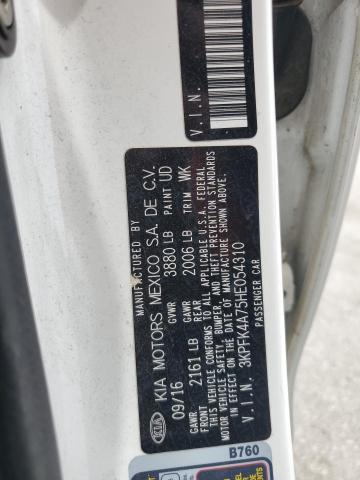 V.I.N.
MANUFACTURED BY
KIA KIA MOTORS MEXICO S.A. DE C.V.
09/16 GVWR 3880 LB PAINT UD
GAWR FRONT 2161 LB GAWR REAR 2006 LB TRIM WK
THIS VEHICLE CONFORMS TO ALL APPLICABLE U.S.A. FEDERAL
MOTOR VEHICLE SAFETY, BUMPER, AND THEFT PREVENTION STANDARDS
IN EFFECT ON THE DATE OF MANUFACTURE SHOWN ABOVE.
V.I.N. 3KPFK4A75HE054310
PASSENGER CAR
B760